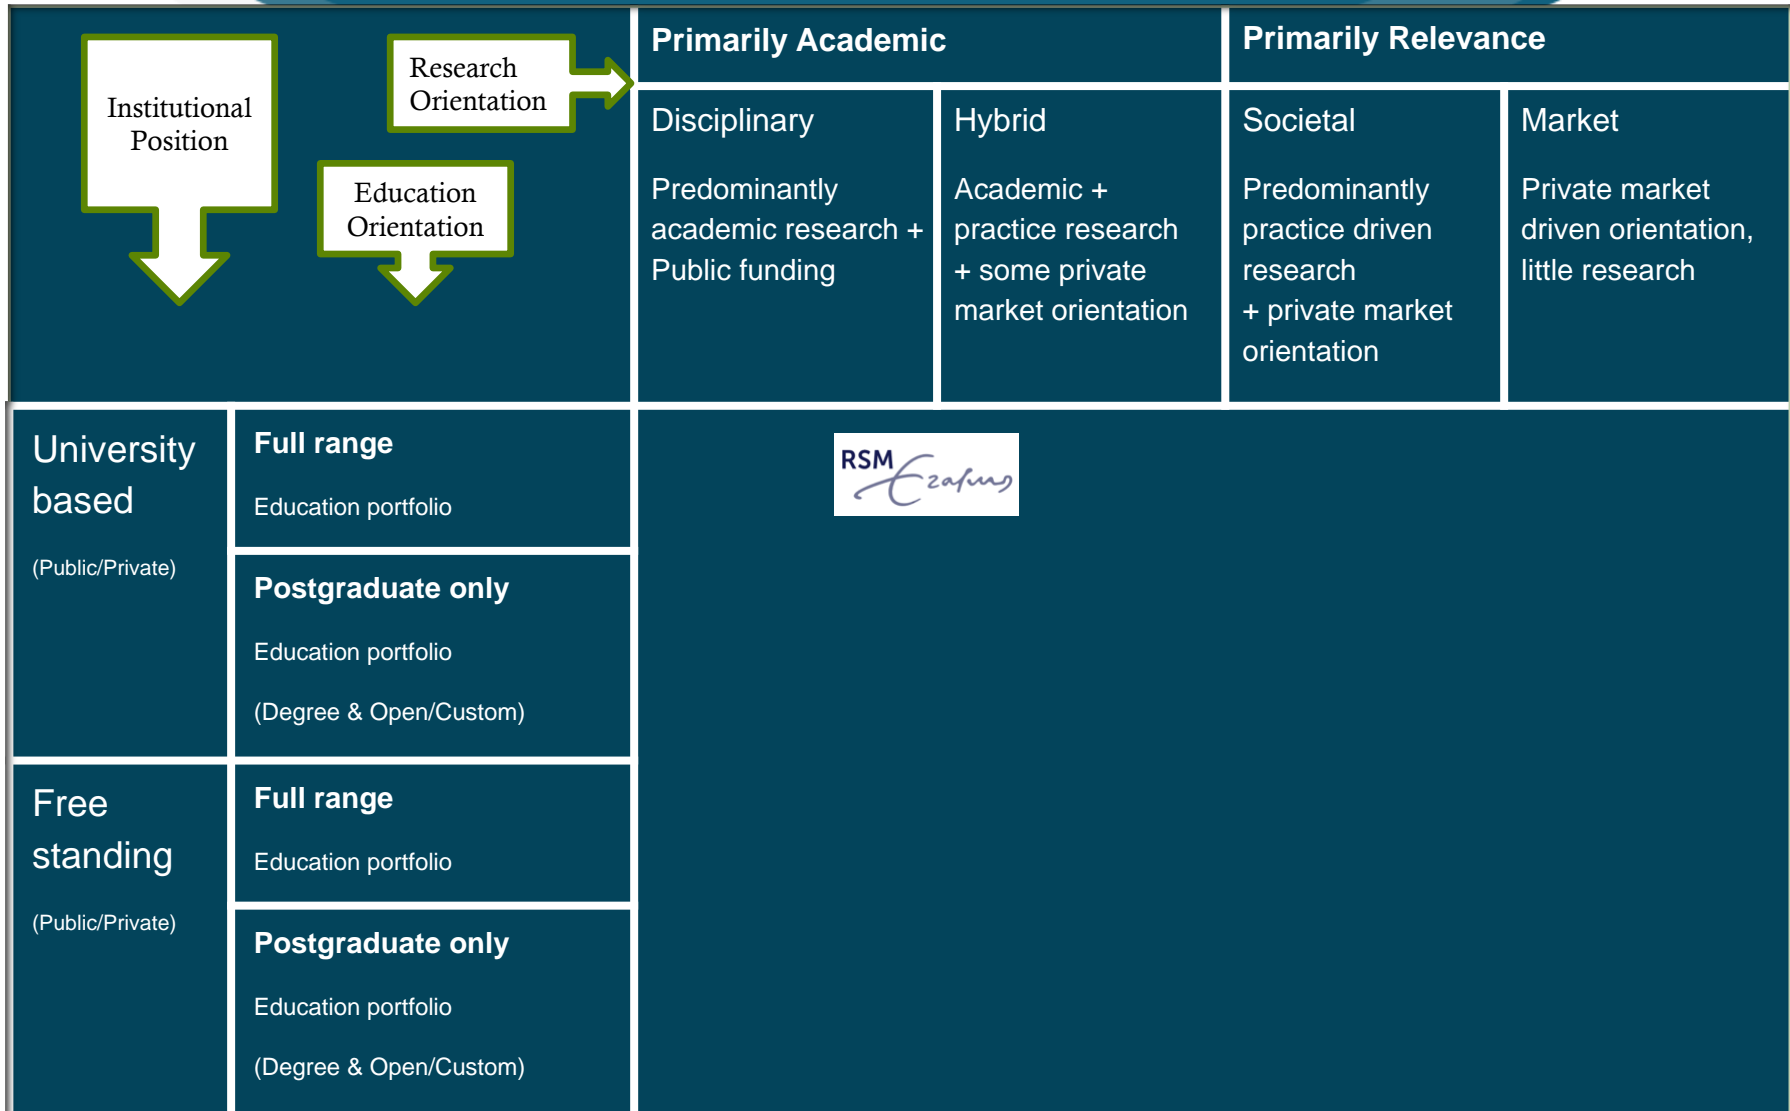 Institutional
Position
Research
Orientation
Education
Orientation
Primarily Academic
Primarily Relevance
Disciplinary
Predominantly
academic research +
Public funding
Hybrid
Academic +
practice research
+ some private
market orientation
Societal
Predominantly
practice driven
research
+ private market
orientation
Market
Private market
driven orientation,
little research
University
based
(Public/Private)
Full range
Education portfolio
RSM
Erasmus
Postgraduate only
Education portfolio
(Degree & Open/Custom)
Free
standing
(Public/Private)
Full range
Education portfolio
Postgraduate only
Education portfolio
(Degree & Open/Custom)